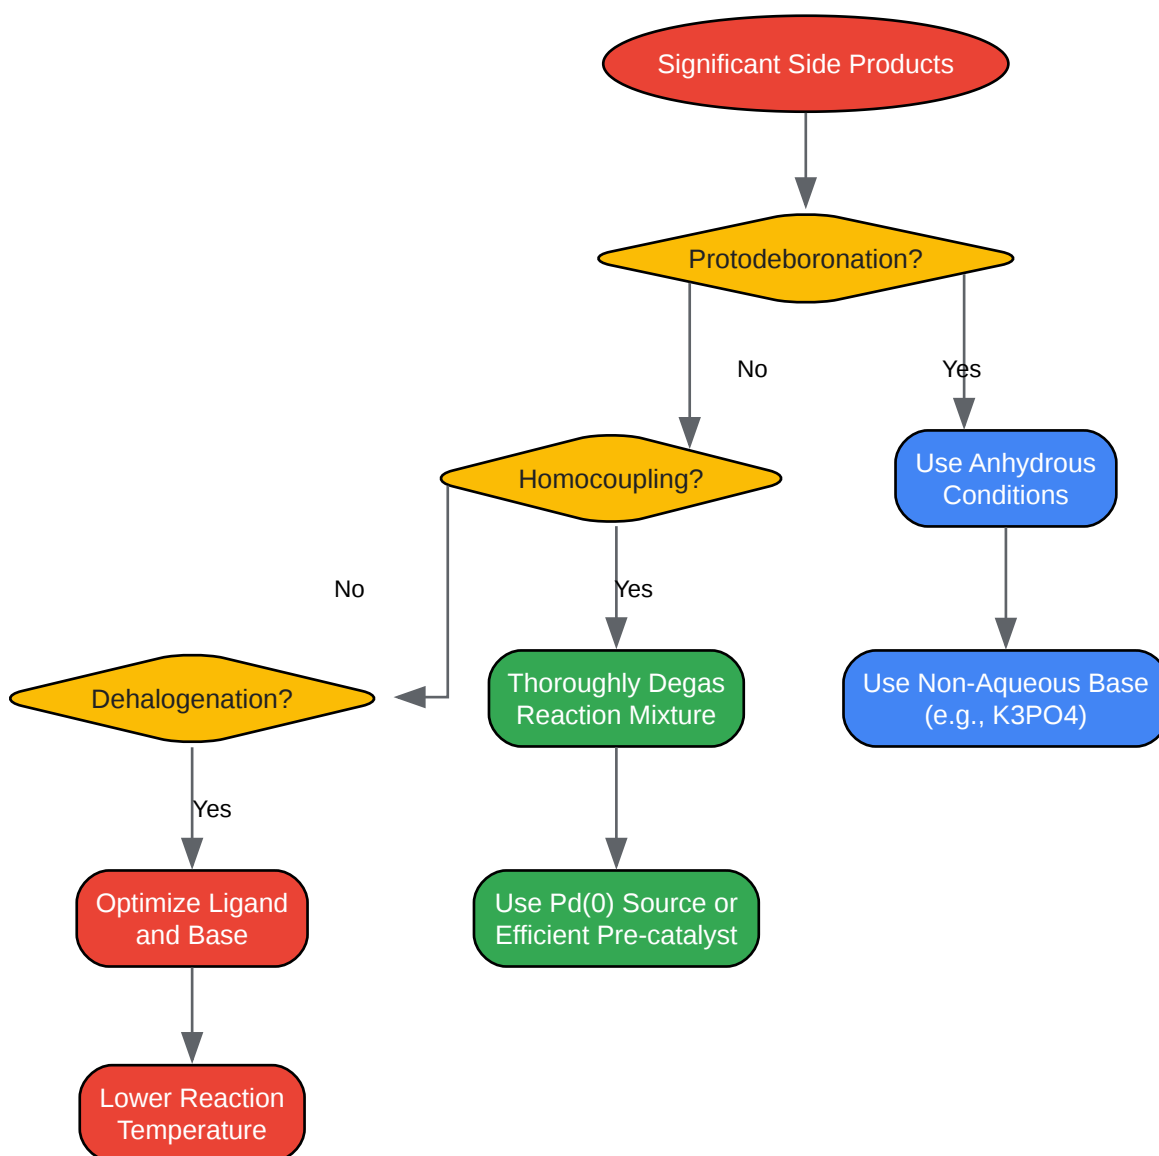 Significant Side Products
Protodeboronation?
No
Yes
Homocoupling?
Use Anhydrous
Conditions
No
Yes
Dehalogenation?
Thoroughly Degas
Reaction Mixture
Use Non-Aqueous Base
(e.g., K3PO4)
Yes
Optimize Ligand
and Base
Use Pd(0) Source or
Efficient Pre-catalyst
Lower Reaction
Temperature